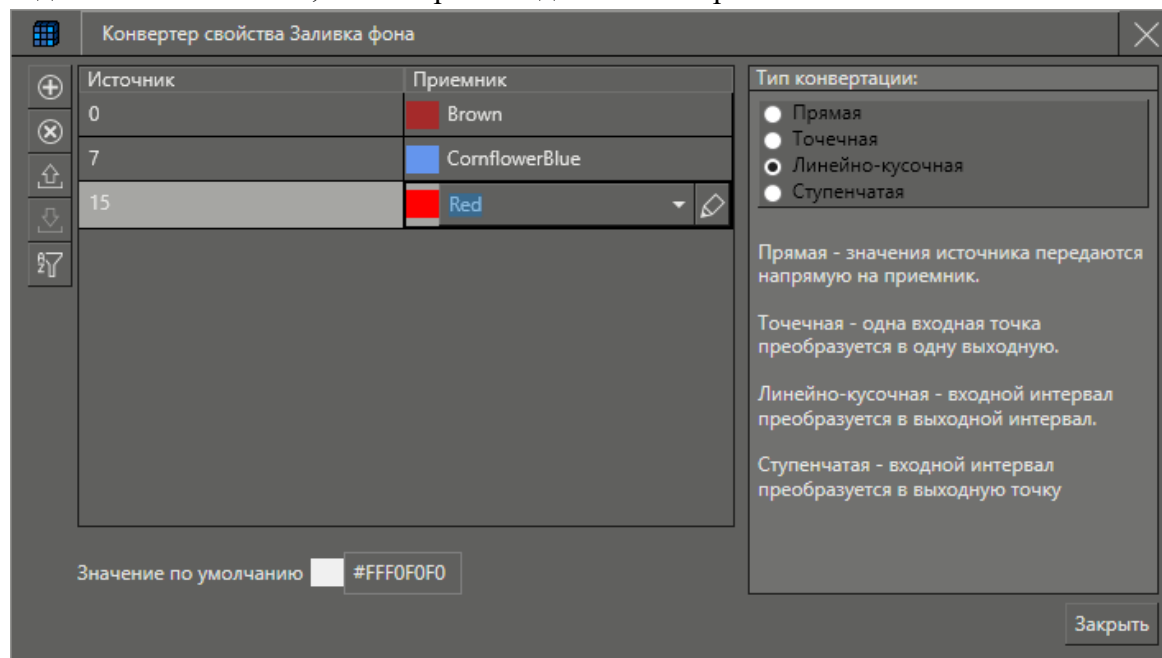 Конвертер свойства Заливка фона
Источник Приемник
0 Brown
7 CornflowerBlue
15 Red
Значение по умолчанию #FFF0F0F0
Тип конвертации:
Прямая
Точечная
Линейно-кусочная
Ступенчатая
Прямая - значения источника передаются
напрямую на приемник.
Точечная - одна входная точка
преобразуется в одну выходную.
Линейно-кусочная - входной интервал
преобразуется в выходной интервал.
Ступенчатая - входной интервал
преобразуется в выходную точку
Закрыть